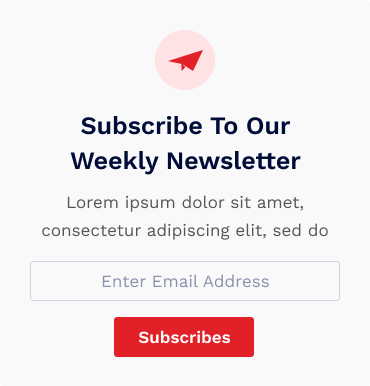 Subscribe To Our
Weekly Newsletter
Lorem ipsum dolor sit amet,
consectetur adipiscing elit, sed do
Enter Email Address
Subscribes